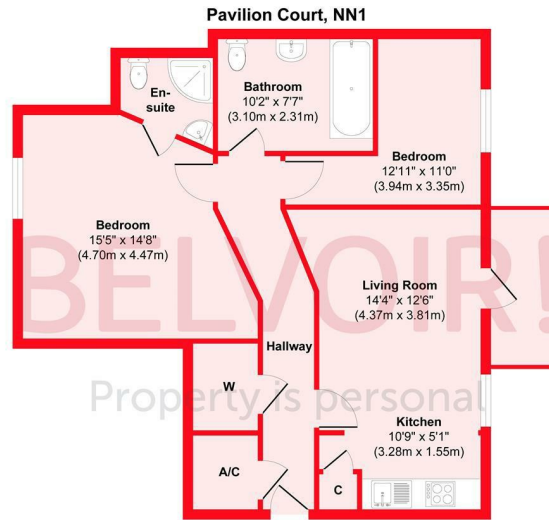 Pavilion Court, NN1
En-
suite
Bathroom
10'2" x 7'7"
(3.10m x 2.31m)
Bedroom
12'11" x 11'0"
(3.94m x 3.35m)
Bedroom
15'5" x 14'8"
(4.70m x 4.47m)
BELVOIR!
Living Room
14'4" x 12'6"
(4.37m x 3.81m)
Hallway
W
Property is personal
Kitchen
10'9" x 5'1"
(3.28m x 1.55m)
A/C
C